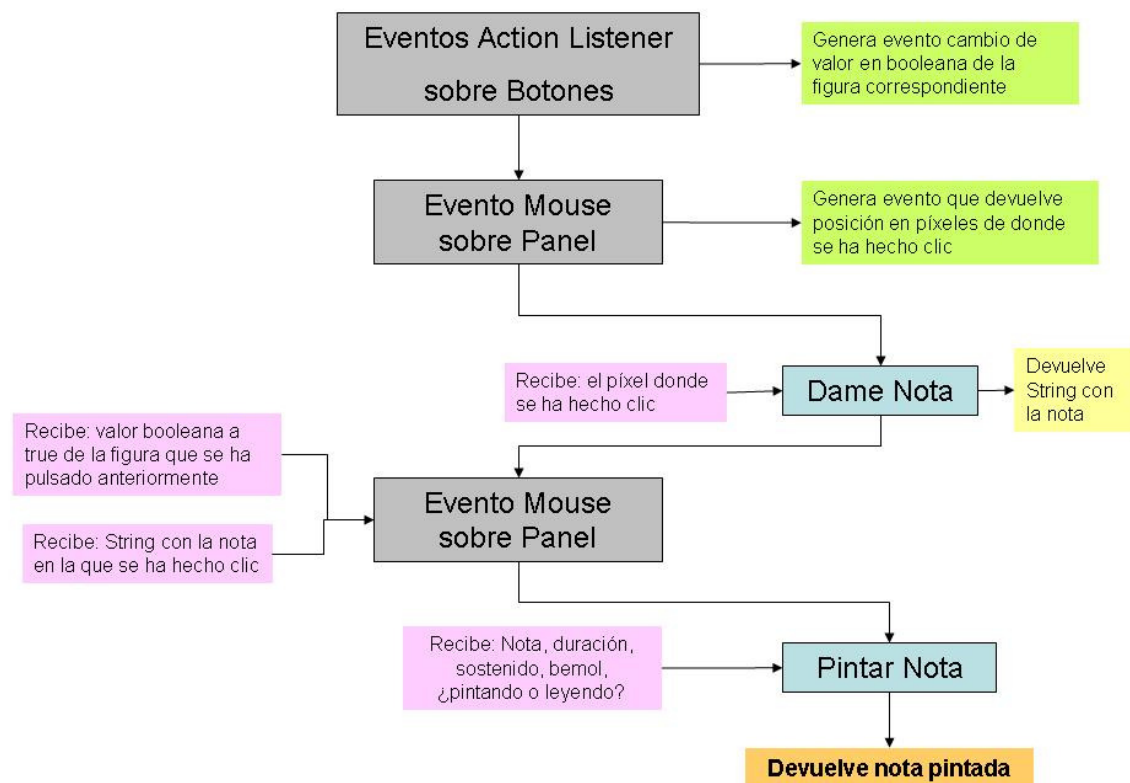 Eventos Action Listener
sobre Botones
Genera evento cambio de
valor en booleana de la
figura correspondiente
Evento Mouse
sobre Panel
Genera evento que devuelve
posición en píxeles de donde
se ha hecho clic
Recibe: el píxel donde
se ha hecho clic
Dame Nota
Devuelve
String con
la nota
Recibe: valor booleana a
true de la figura que se ha
pulsado anteriormente
Recibe: String con la nota
en la que se ha hecho clic
Evento Mouse
sobre Panel
Recibe: Nota, duración,
sostenido, bemol,
¿pintando o leyendo?
Pintar Nota
Devuelve nota pintada